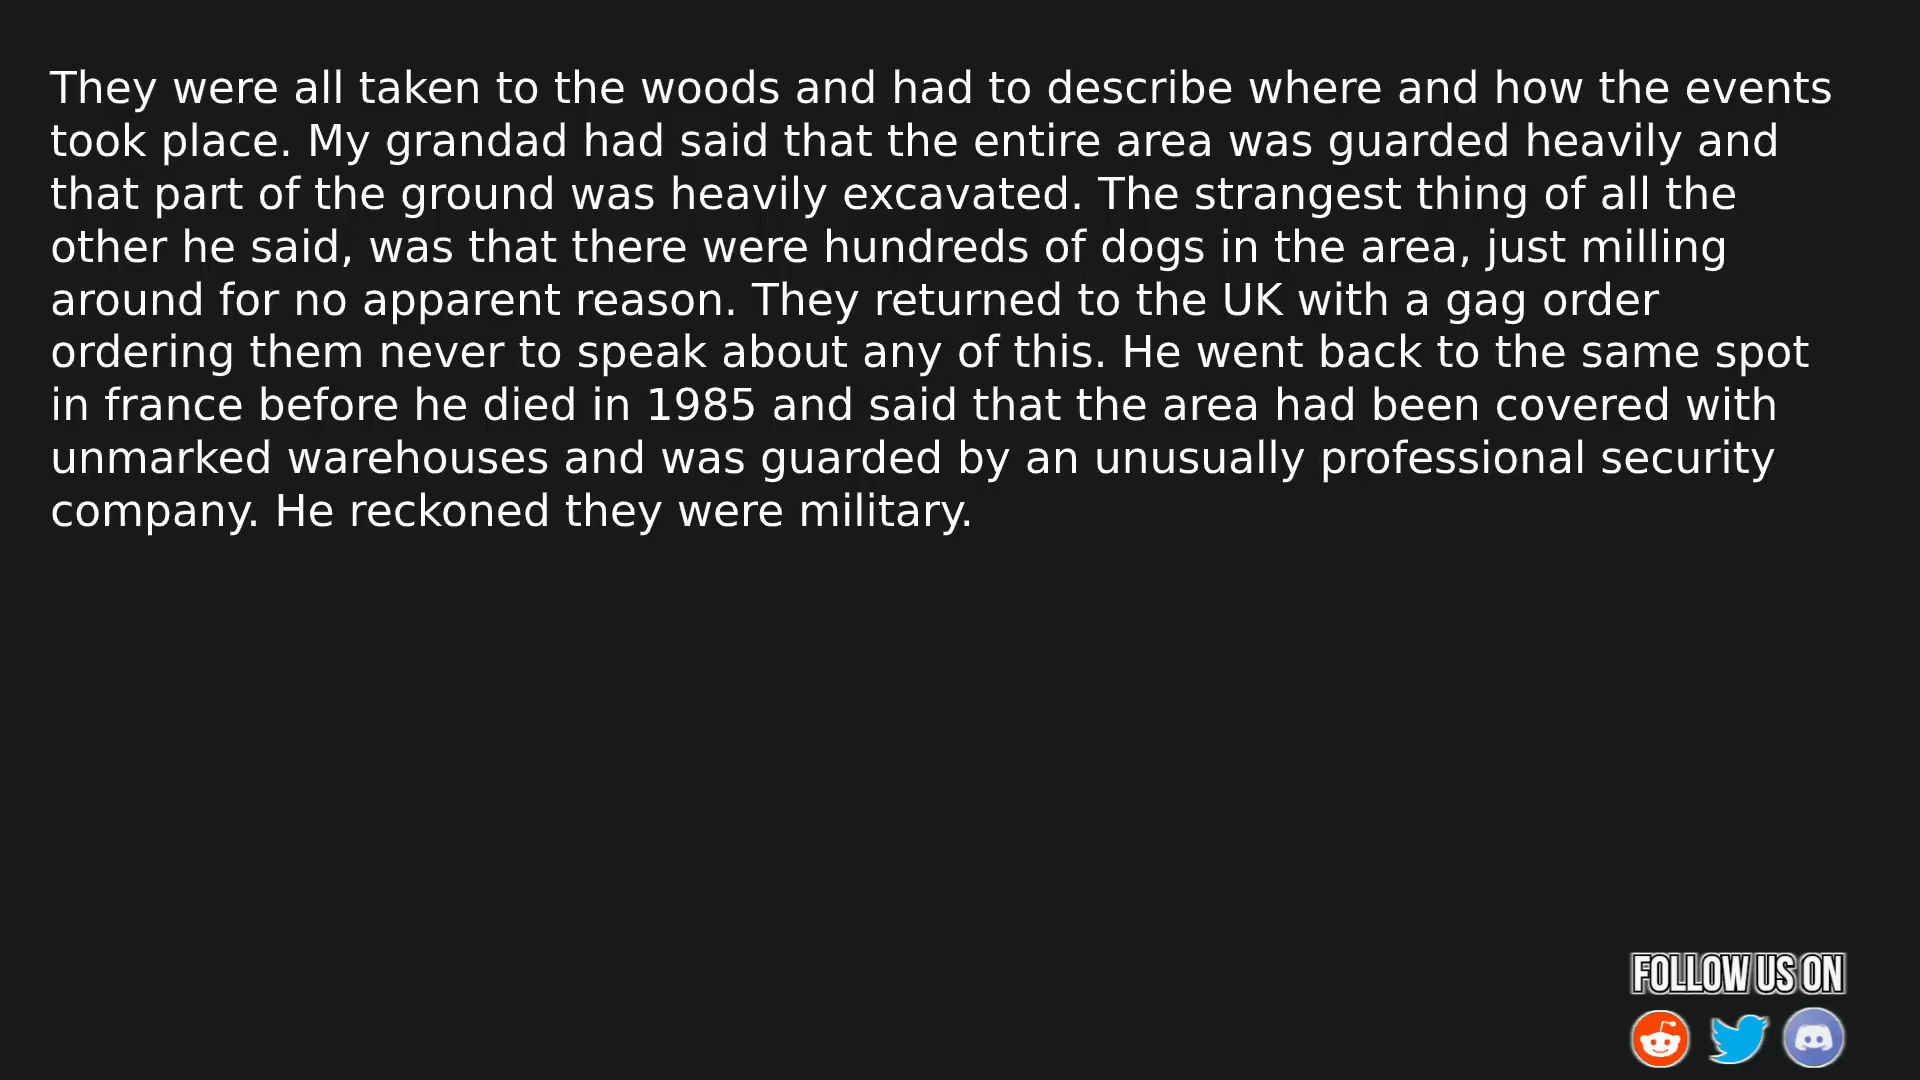 They were all taken to the woods and had to describe where and how the events
took place. My grandad had said that the entire area was guarded heavily and
that part of the ground was heavily excavated. The strangest thing of all the
other he said, was that there were hundreds of dogs in the area, just milling
around for no apparent reason. They returned to the UK with a gag order
ordering them never to speak about any of this. He went back to the same spot
in france before he died in 1985 and said that the area had been covered with
unmarked warehouses and was guarded by an unusually professional security
company. He reckoned they were military.
FOLLOW US ON